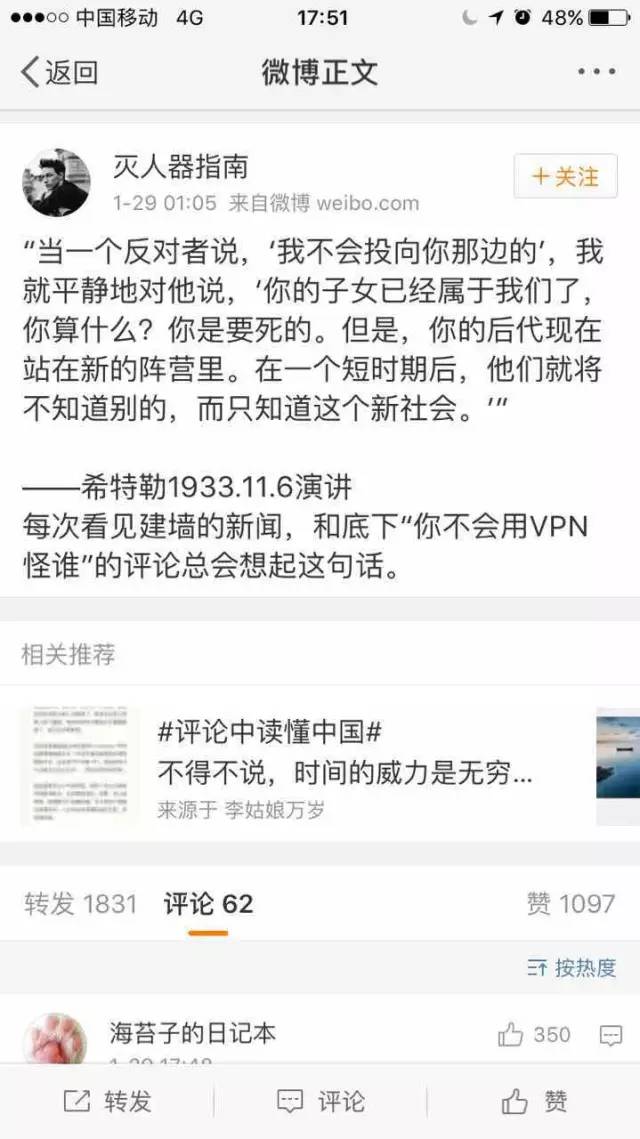 中国移动 4G 17:51 48%
返回 微博正文
灭人器指南
+关注
1-29 01:05 来自微博 weibo.com
“当一个反对者说，‘我不会投向你那边的’，我
就平静地对他说，‘你的子女已经属于我们了，
你算什么？你是要死的。但是，你的后代现在
站在新的阵营里。在一个短时期后，他们就将
不知道别的，而只知道这个新社会。’”
——希特勒1933.11.6演讲
每次看见建墙的新闻，和底下“你不会用VPN
怪谁”的评论总会想起这句话。
相关推荐
#评论中读懂中国#
不得不说，时间的威力是无穷...
来源于 李姑娘万岁
转发 1831 评论 62 赞 1097
按热度
海苔子的日记本 350
转发 评论 赞